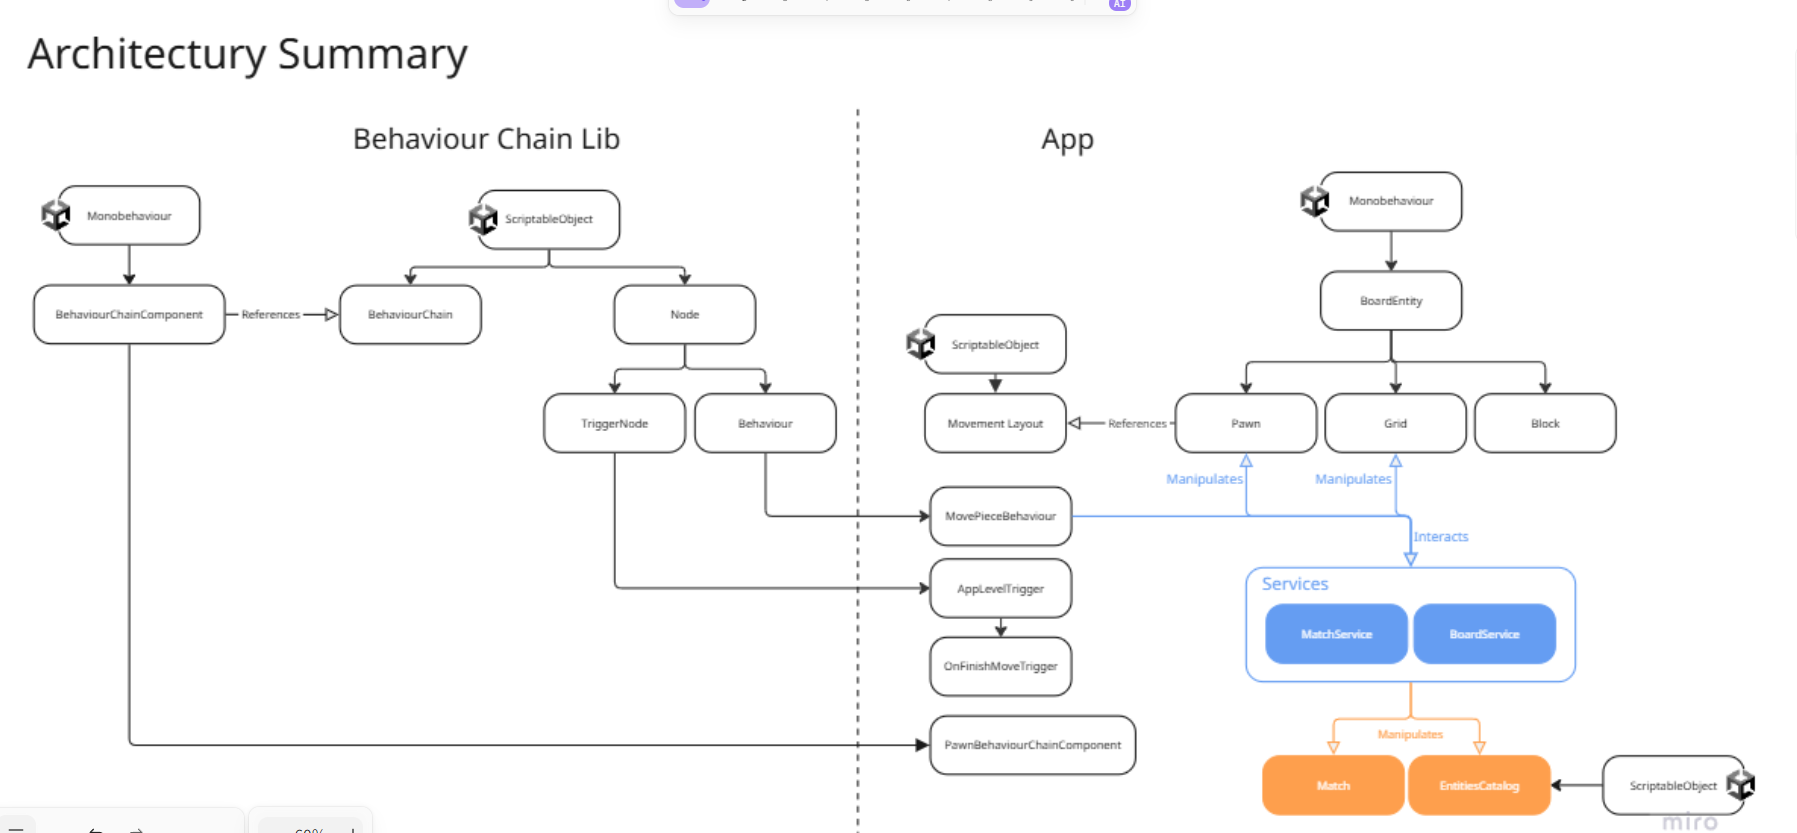 AI
Architectury Summary
Behaviour Chain Lib
App
Monobehaviour
ScriptableObject
Monobehaviour
BehaviourChainComponent
References
BehaviourChain
Node
BoardEntity
ScriptableObject
TriggerNode
Behaviour
Movement Layout
References
Pawn
Grid
Block
Manipulates
Manipulates
MovePieceBehaviour
Interacts
AppLevelTrigger
Services
MatchService
BoardService
OnFinishMoveTrigger
PawnBehaviourChainComponent
Manipulates
Match
EntitiesCatalog
ScriptableObject
miro